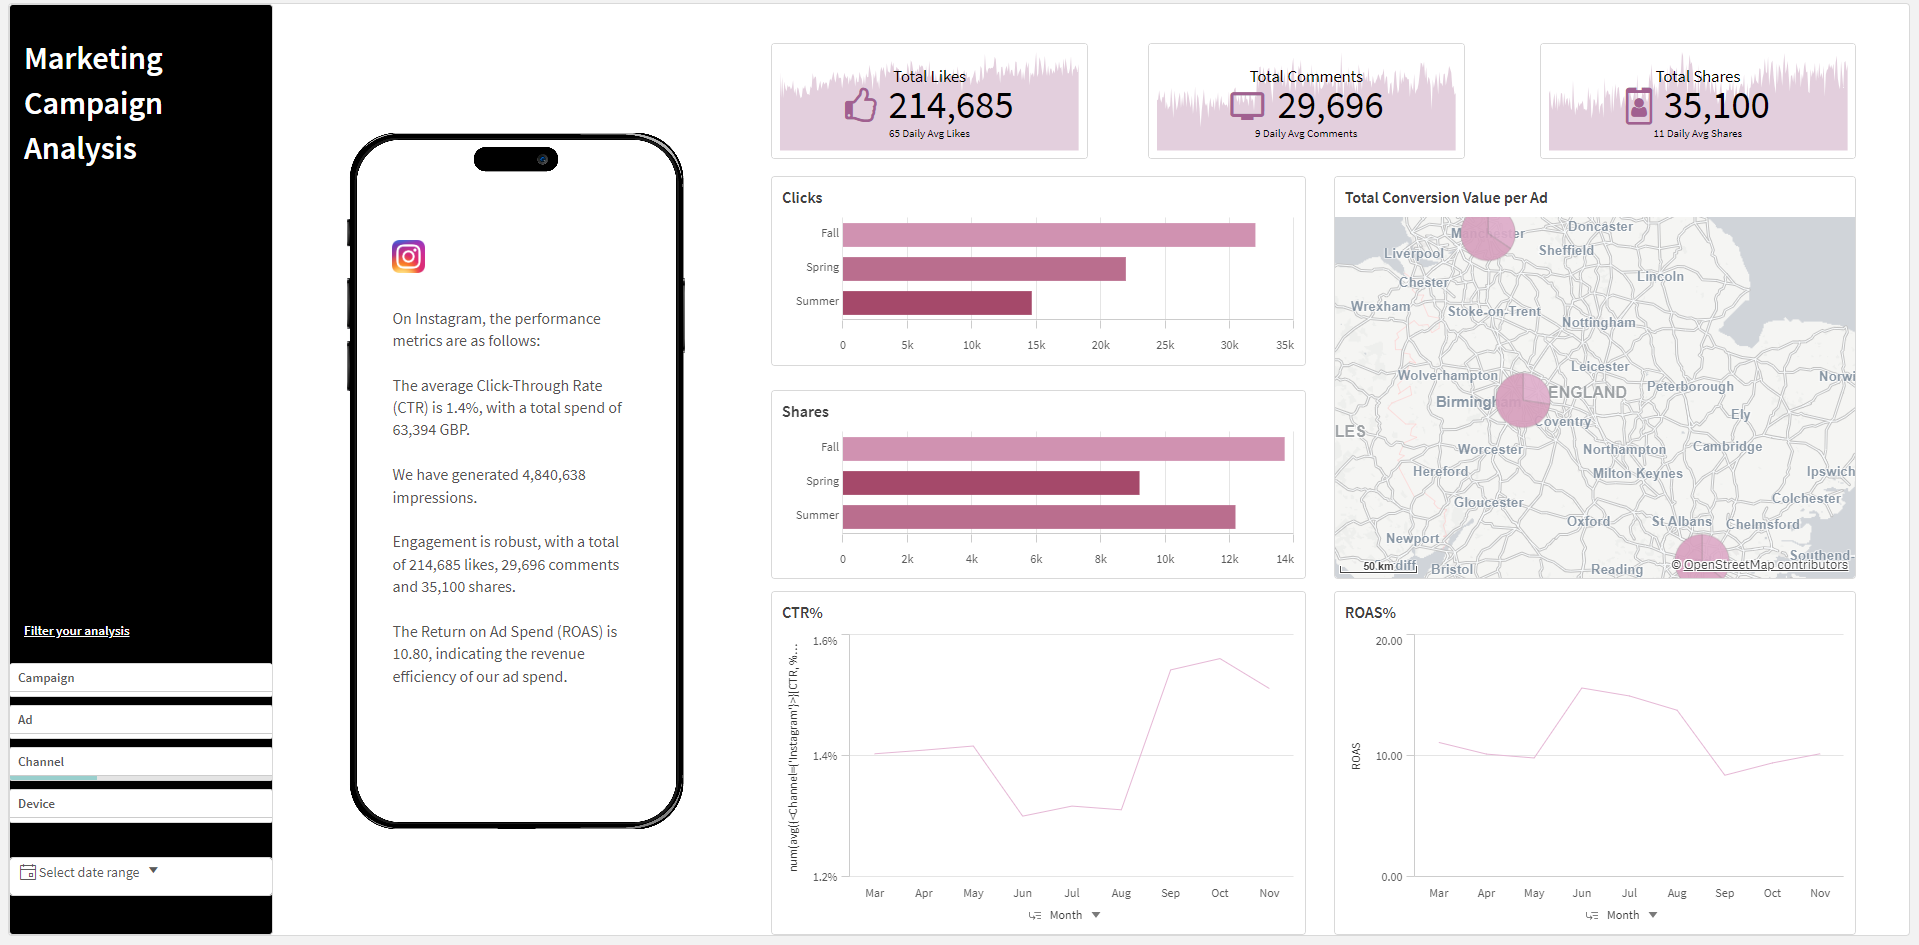 Marketing
Campaign
Analysis
Filter your analysis
Campaign
Ad
Channel
Device
Select date range
On Instagram, the performance
metrics are as follows:
The average Click-Through Rate
(CTR) is 1.4%, with a total spend of
63,394 GBP.
We have generated 4,840,638
impressions.
Engagement is robust, with a total
of 214,685 likes, 29,696 comments
and 35,100 shares.
The Return on Ad Spend (ROAS) is
10.80, indicating the revenue
efficiency of our ad spend.
Total Likes
214,685
65 Daily Avg Likes
Total Comments
29,696
9 Daily Avg Comments
Total Shares
35,100
11 Daily Avg Shares
Clicks
Fall
Spring
Summer
0 5k 10k 15k 20k 25k 30k 35k
Shares
Fall
Spring
Summer
0 2k 4k 6k 8k 10k 12k 14k
Total Conversion Value per Ad
Doncaster
Liverpool
Sheffield
Chester
Lincoln
Wrexham
Stoke-on-Trent
Nottingham
Leicester
Wolverhampton
Peterborough
Norwi
Birmingham
ENGLAND
Ely
Coventry
LES
Worcester
Northampton
Cambridge
Hereford
Milton Keynes
Ipswich
Gloucester
Colchester
Oxford
St Albans
Chelmsford
Newport
Southend-
50 km
diff
Bristol
Reading
© OpenStreetMap contributors
CTR%
num(avg({<Channel={'Instagram'}>}[CTR, %...
1.6%
1.4%
1.2%
Mar Apr May Jun Jul Aug Sep Oct Nov
Month
ROAS%
ROAS
20.00
10.00
0.00
Mar Apr May Jun Jul Aug Sep Oct Nov
Month